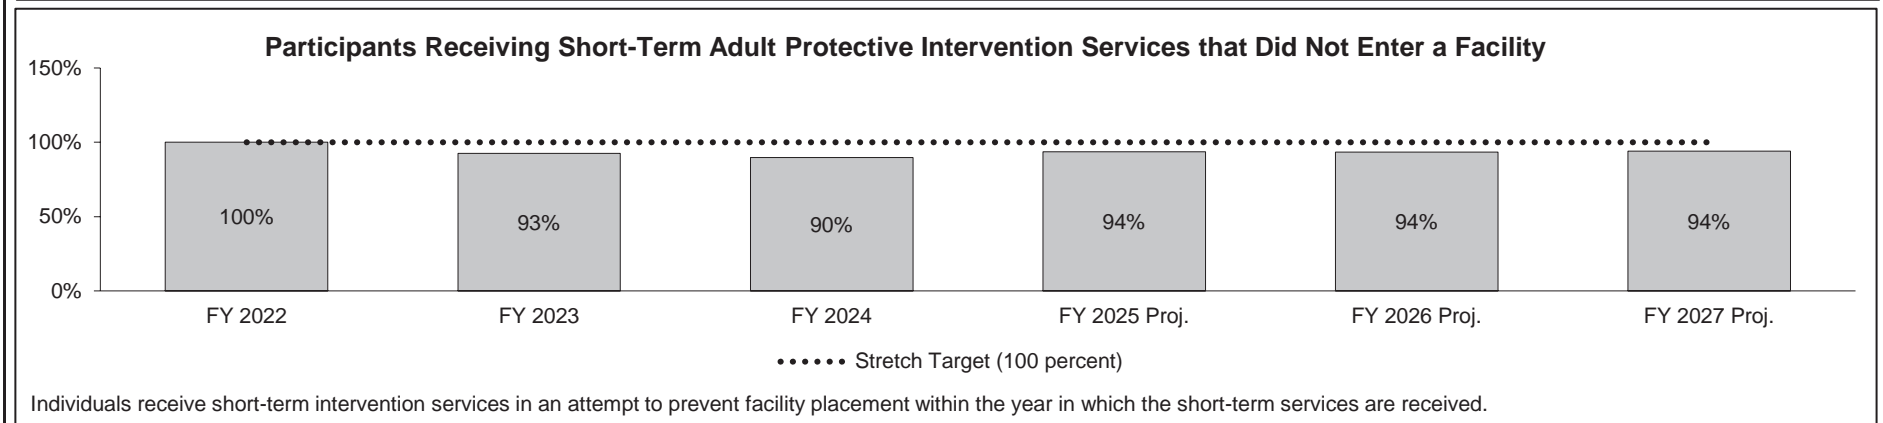 Participants Receiving Short-Term Adult Protective Intervention Services that Did Not Enter a Facility
150%
100%
50%
0%
100%
93%
90%
94%
94%
94%
FY 2022
FY 2023
FY 2024
FY 2025 Proj.
FY 2026 Proj.
FY 2027 Proj.
Stretch Target (100 percent)
Individuals receive short-term intervention services in an attempt to prevent facility placement within the year in which the short-term services are received.